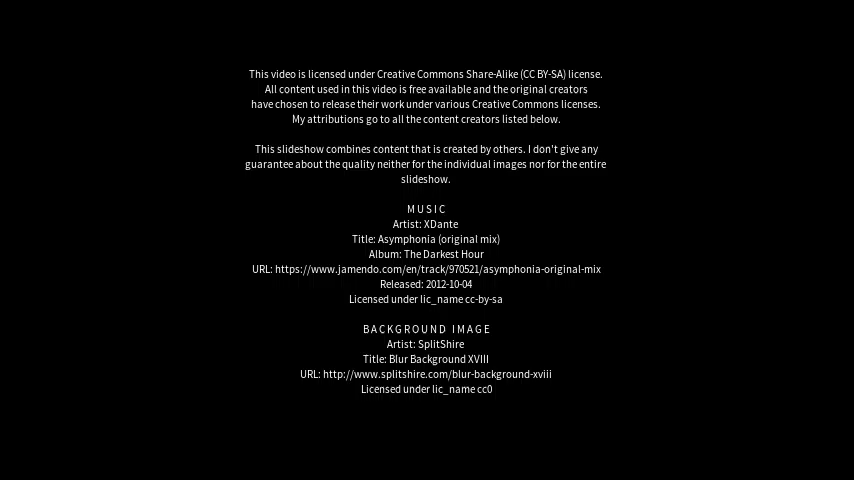 This video is licensed under Creative Commons Share-Alike (CC BY-SA) license.
All content used in this video is free available and the original creators
have chosen to release their work under various Creative Commons licenses.
My attributions go to all the content creators listed below.
This slideshow combines content that is created by others. I don't give any
guarantee about the quality neither for the individual images nor for the entire
slideshow.
MUSIC
Artist: XDante
Title: Asymphonia (original mix)
Album: The Darkest Hour
URL: https://www.jamendo.com/en/track/970521/asymphonia-original-mix
Released: 2012-10-04
Licensed under lic_name cc-by-sa
BACKGROUND IMAGE
Artist: SplitShire
Title: Blur Background XVIII
URL: http://www.splitshire.com/blur-background-xviii
Licensed under lic_name cc0